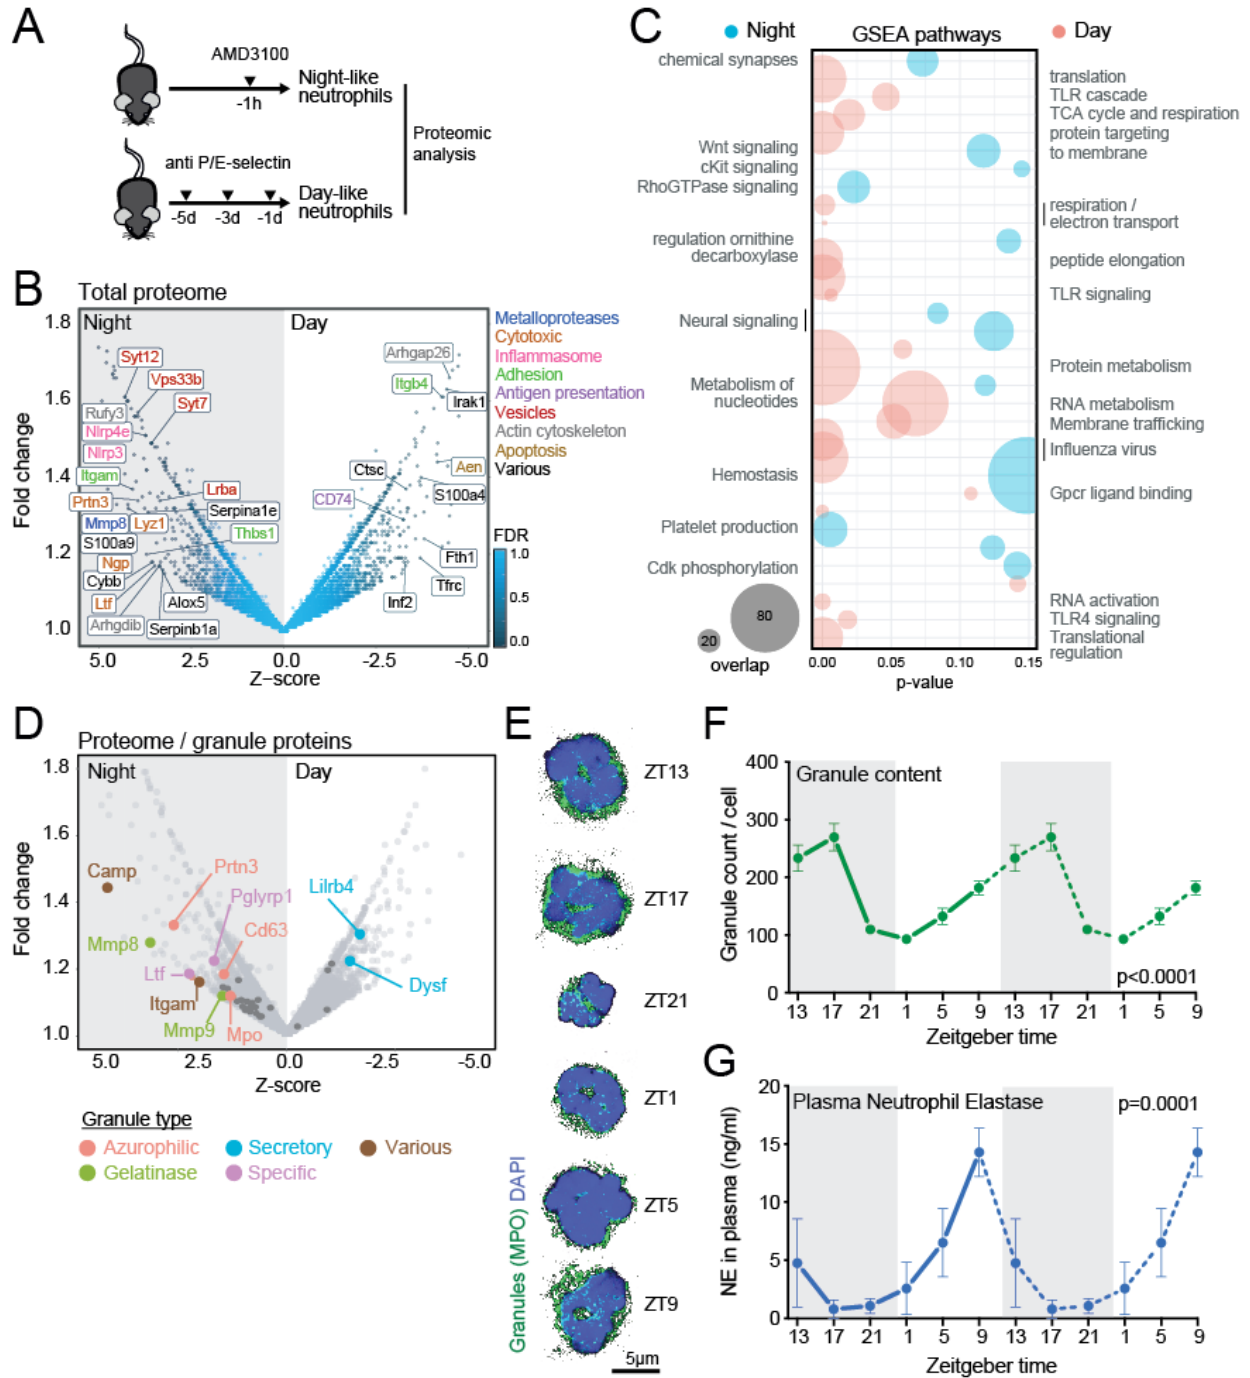 A
AMD3100
-1h
Night-like
neutrophils
anti P/E-selectin
-5d -3d -1d
Day-like
neutrophils
Proteomic
analysis
B
Total proteome
Night Day
Fold change
1.8
1.6
1.4
1.2
1.0
Syt12
Vps33b
Syt7
Rufy3
Nlrp4e
Nlrp3
Itgam
Lrba
Prtn3
Serpina1e
Mmp8 Lyz1
Thbs1
S100a9
Ngp
Cybb
Ltf
Alox5
Arhgdib
Serpinb1a
Arhgap26
Itgb4
Irak1
Ctsc
Aen
CD74
S100a4
Fth1
Tfrc
Inf2
5.0 2.5 0.0 -2.5 -5.0
Z-score
Metalloproteases
Cytotoxic
Inflammasome
Adhesion
Antigen presentation
Vesicles
Actin cytoskeleton
Apoptosis
Various
FDR
1.0
0.5
0.0
C
Night GSEA pathways Day
chemical synapses
Wnt signaling
cKit signaling
RhoGTPase signaling
regulation ornithine
decarboxylase
Neural signaling
Metabolism of
nucleotides
Hemostasis
Platelet production
Cdk phosphorylation
80
20
overlap
translation
TLR cascade
TCA cycle and respiration
protein targeting
to membrane
respiration /
electron transport
peptide elongation
TLR signaling
Protein metabolism
RNA metabolism
Membrane trafficking
Influenza virus
Gpcr ligand binding
RNA activation
TLR4 signaling
Translational
regulation
0.00 0.05 0.10 0.15
p-value
D
Proteome / granule proteins
Night Day
Fold change
1.8
1.6
1.4
1.2
1.0
Camp
Prtn3
Pglyrp1
Cd63
Mmp8
Ltf
Itgam
Mmp9
Mpo
Lilrb4
Dysf
5.0 2.5 0.0 -2.5 -5.0
Z-score
Granule type
Azurophilic Secretory Various
Gelatinase Specific
E
ZT13
ZT17
ZT21
ZT1
ZT5
ZT9
Granules (MPO) DAPI
5µm
F
Granule content
Granule count / cell
400
300
200
100
0
p<0.0001
13 17 21 1 5 9 13 17 21 1 5 9
Zeitgeber time
G
Plasma Neutrophil Elastase p=0.0001
NE in plasma (ng/ml)
20
15
10
5
0
13 17 21 1 5 9 13 17 21 1 5 9
Zeitgeber time